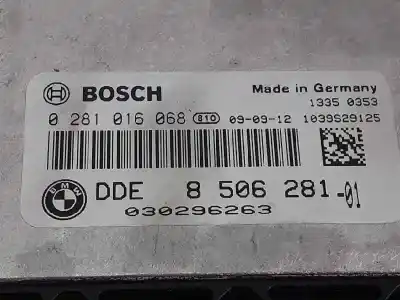 BOSCH
Made in Germany
1335 0353
0 281 016 068 810 09-09-12 1039S29125
BMW DDE 8 506 281-01
030296263